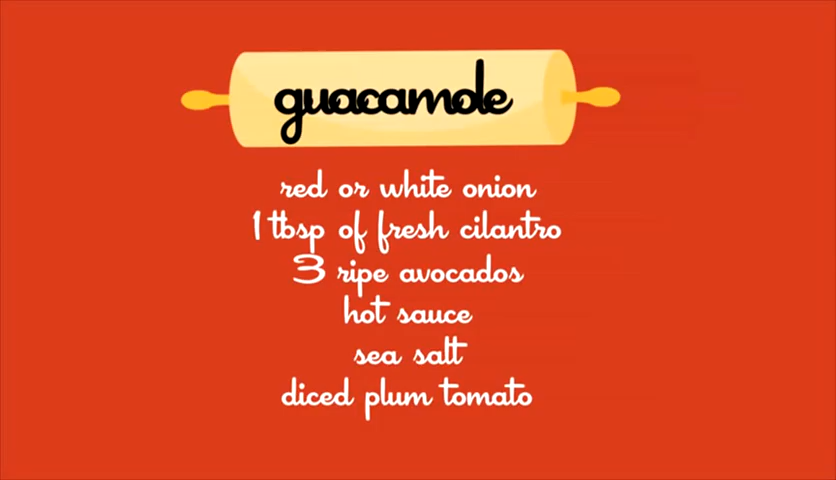 guacamole
red or white onion
1 tbsp of fresh cilantro
3 ripe avocados
hot sauce
sea salt
diced plum tomato